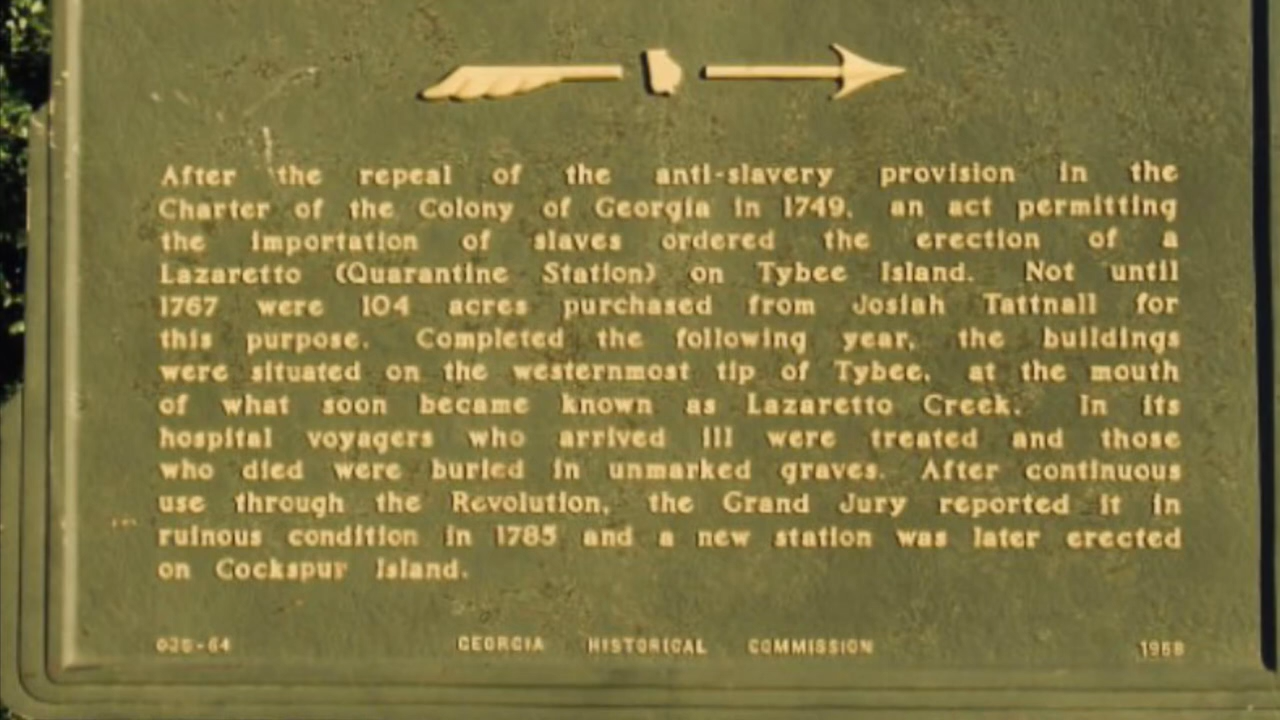 After the repeal of the anti-slavery provision in the
Charter of the Colony of Georgia in 1749, an act permitting
the importation of slaves ordered the erection of a
Lazaretto (Quarantine Station) on Tybee Island. Not until
1767 were 104 acres purchased from Josiah Tattnall for
this purpose. Completed the following year, the buildings
were situated on the westernmost tip of Tybee, at the mouth
of what soon became known as Lazaretto Creek. In its
hospital voyagers who arrived ill were treated and those
who died were buried in unmarked graves. After continuous
use through the Revolution, the Grand Jury reported it in
ruinous condition in 1785 and a new station was later erected
on Cockspur Island.
GEORGIA HISTORICAL COMMISSION 1958